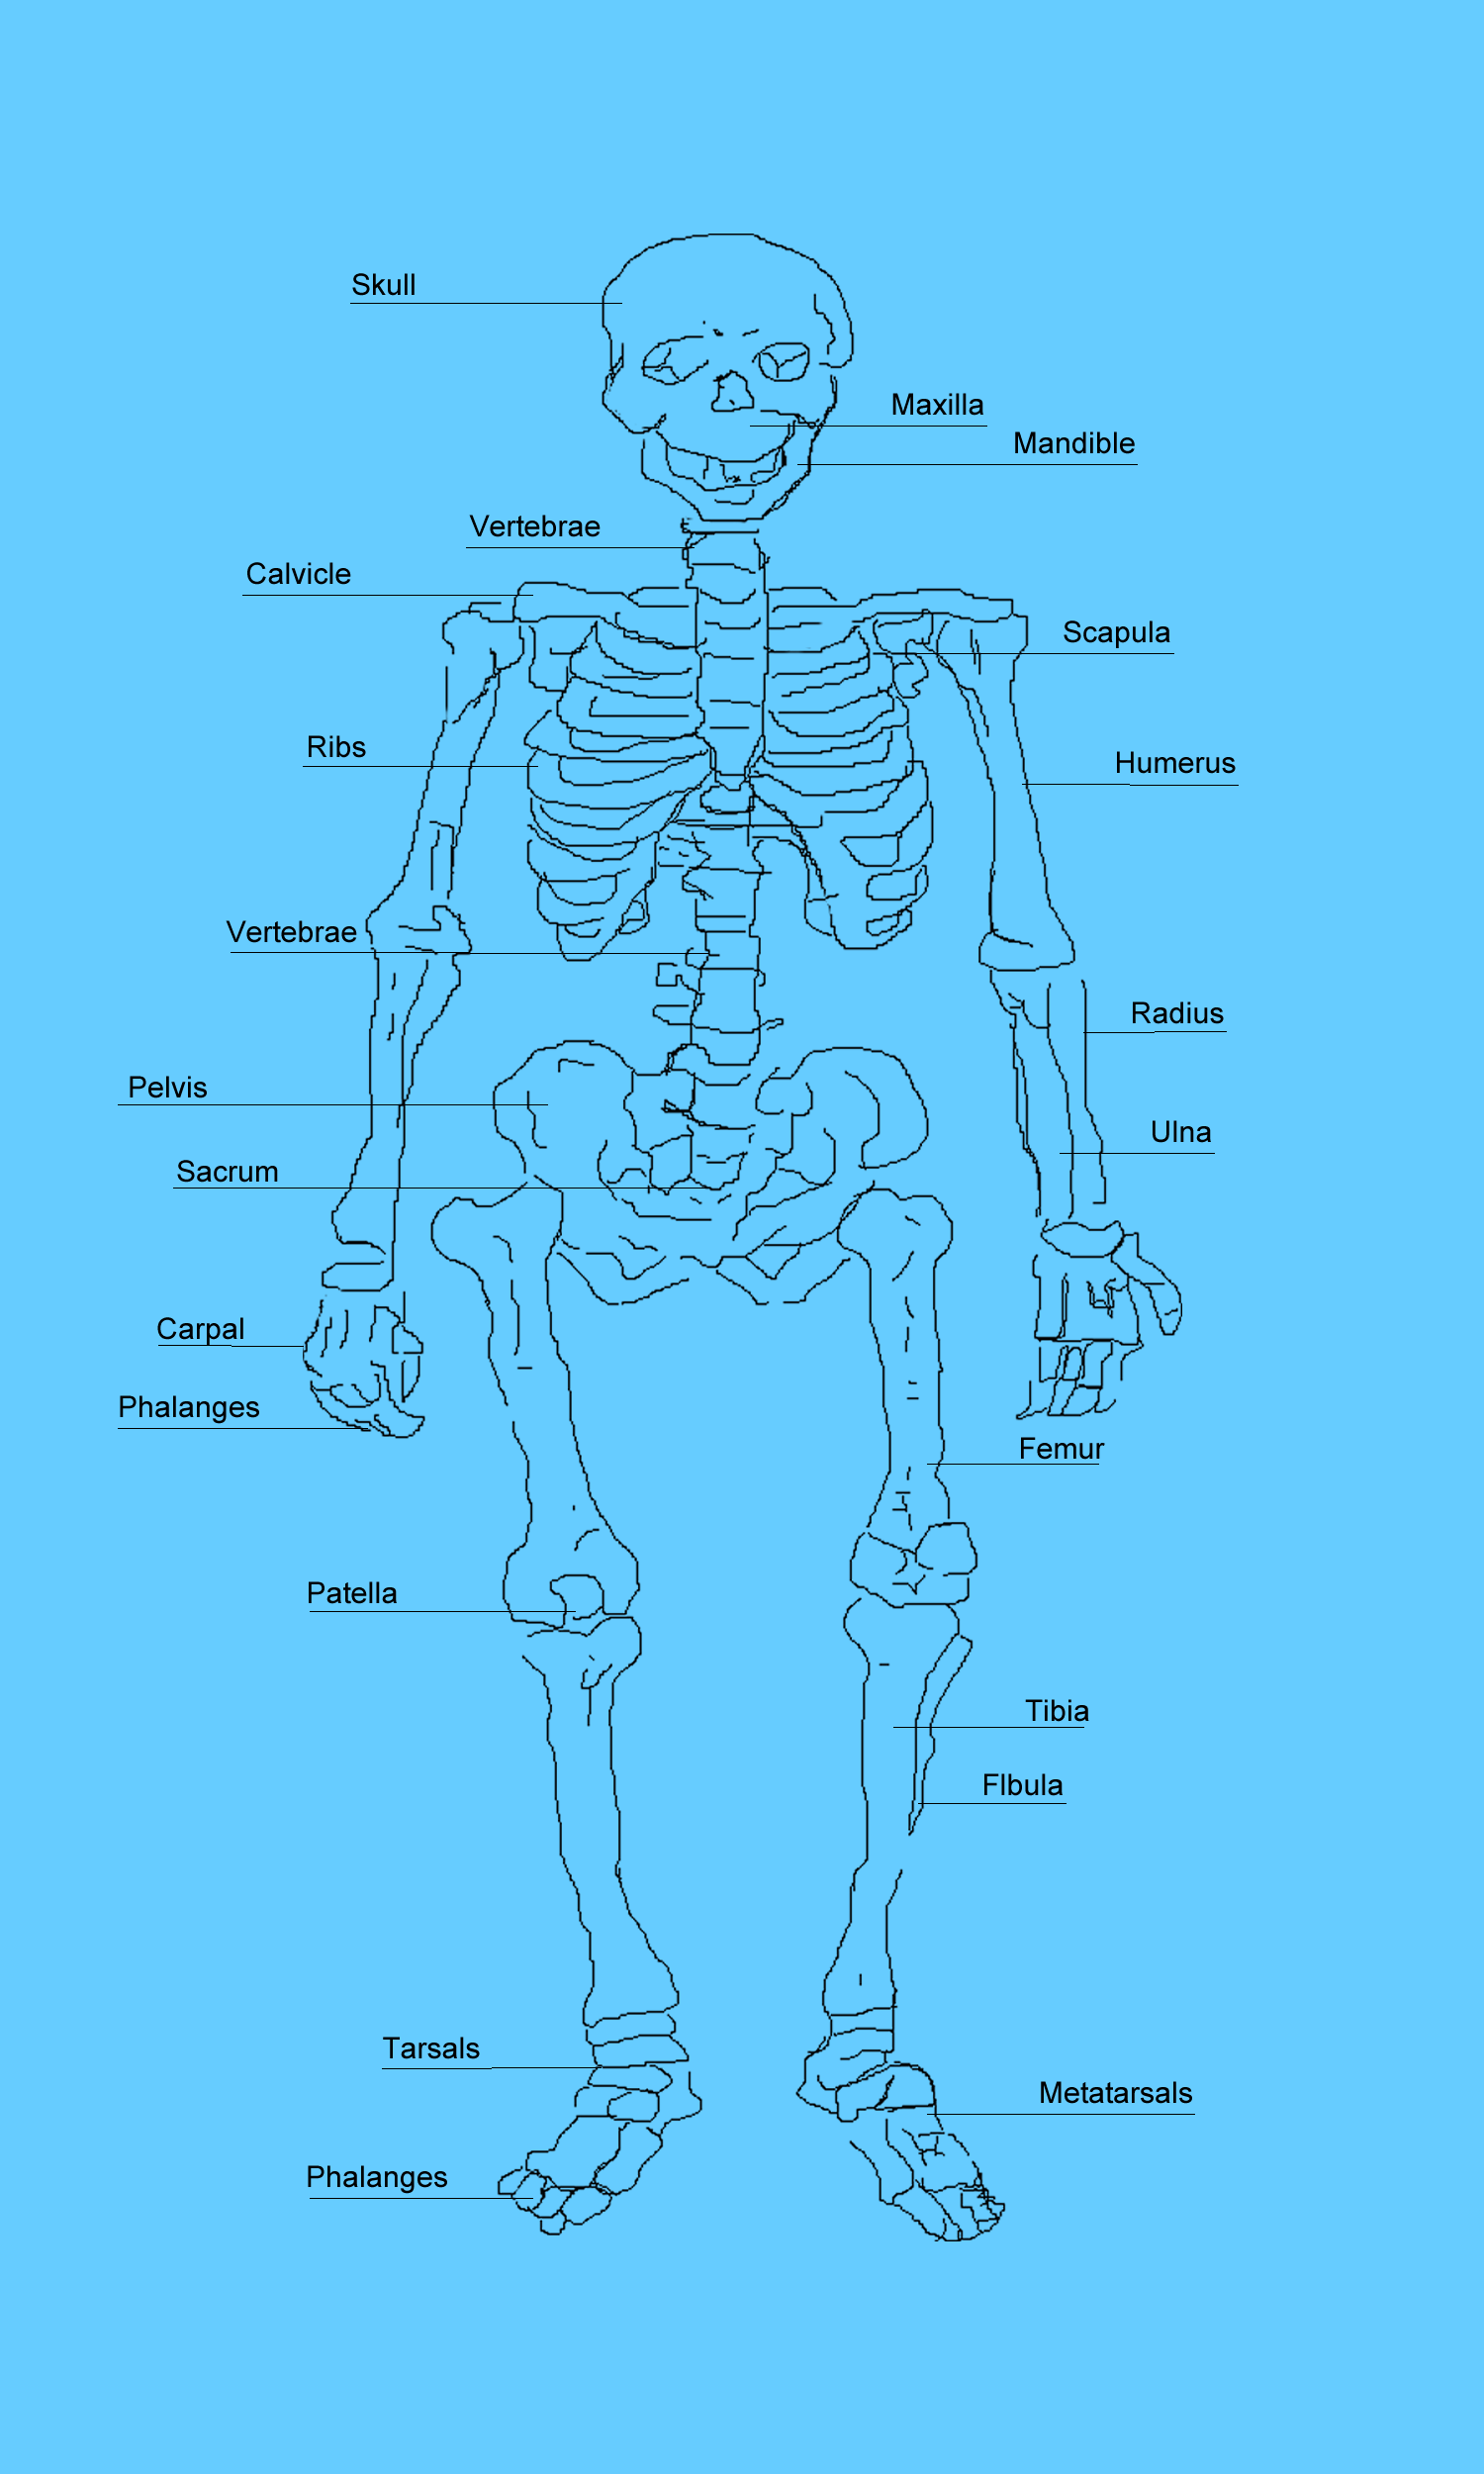 Skull
Maxilla
Mandible
Vertebrae
Calvicle
Scapula
Ribs
Humerus
Vertebrae
Radius
Pelvis
Ulna
Sacrum
Carpal
Phalanges
Femur
Patella
Tibia
Flbula
Tarsals
Metatarsals
Phalanges